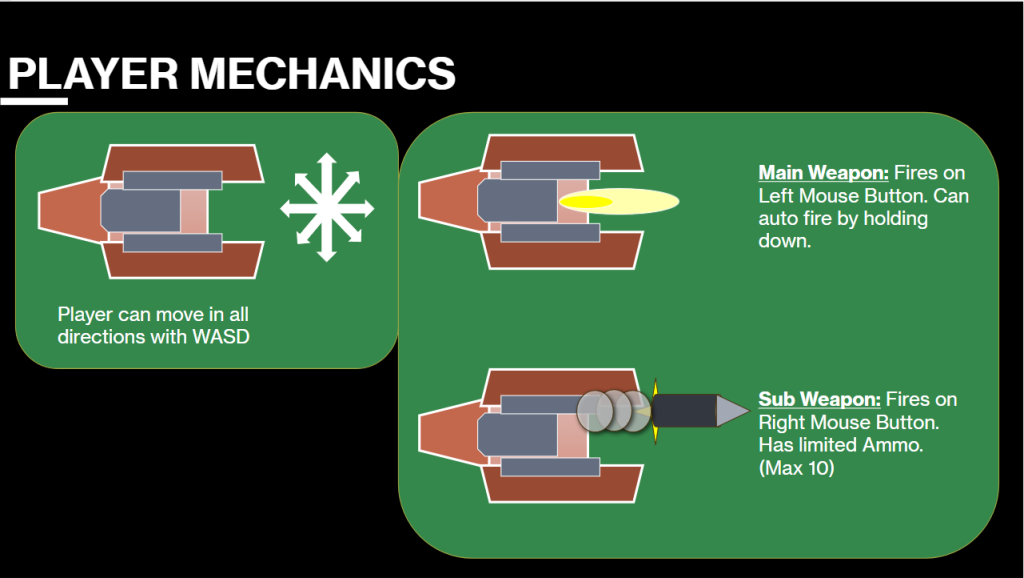 PLAYER MECHANICS
Player can move in all
directions with WASD
Main Weapon: Fires on
Left Mouse Button. Can
auto fire by holding
down.
Sub Weapon: Fires on
Right Mouse Button.
Has limited Ammo.
(Max 10)